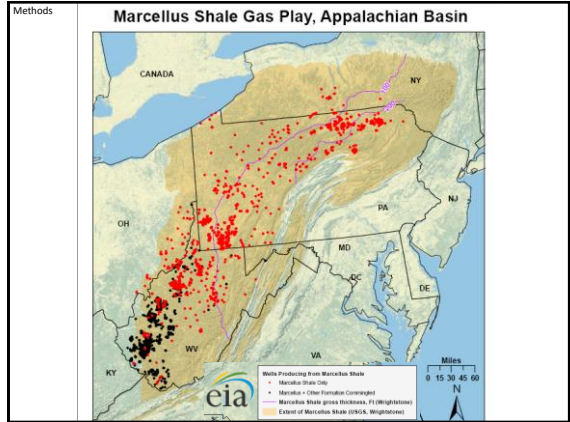 Methods
Marcellus Shale Gas Play, Appalachian Basin
CANADA
NY
100
200
OH
PA
NJ
MD
DC
DE
WV
VA
KY
Wells Producing from Marcellus Shale
Marcellus Shale Only
Marcellus + Other Formation Commingled
Marcellus Shale gross thickness, Ft (Wrightstone)
Extent of Marcellus Shale (USGS, Wrightstone)
eia
Miles
0 15 30 45 60
N